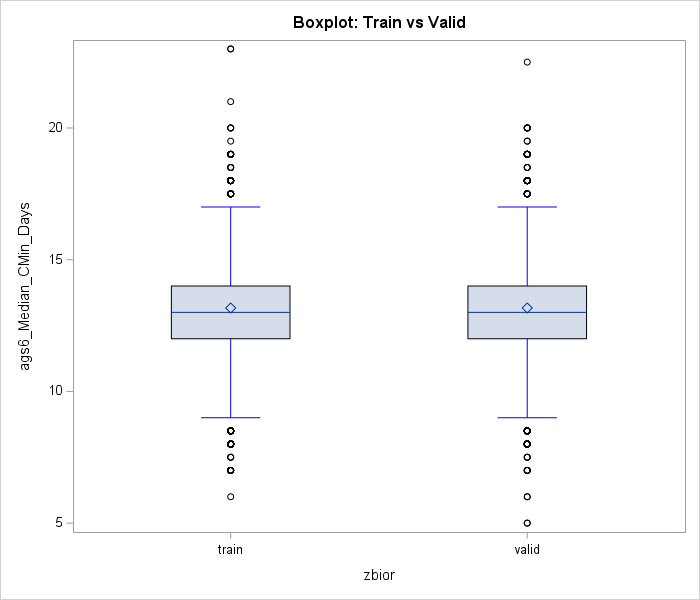 Boxplot: Train vs Valid
20
15
10
5
ags6_Median_CMin_Days
train
valid
zbior